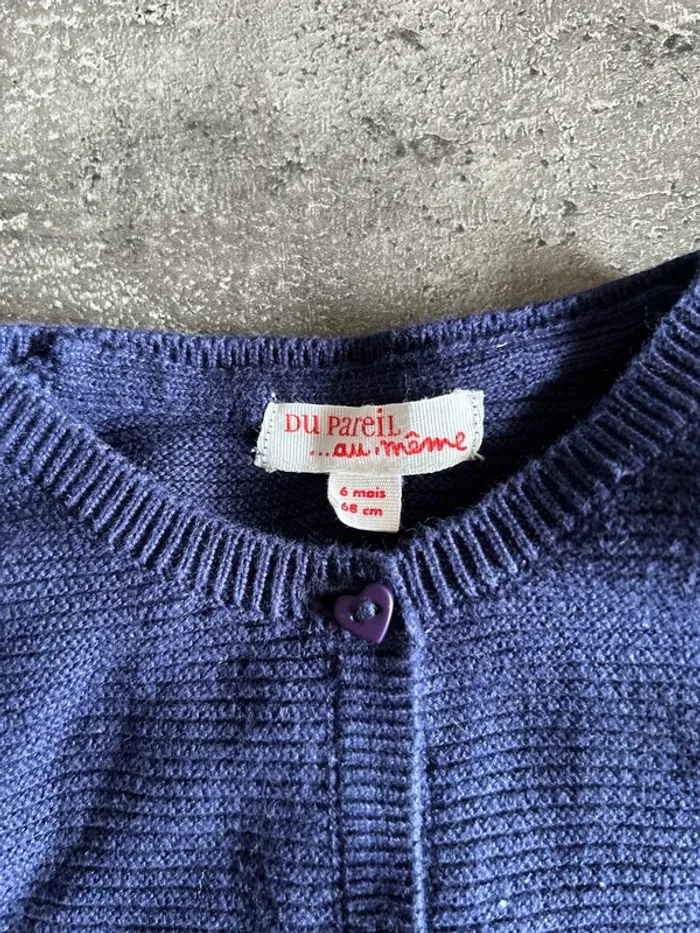 Du PareiL
...au.même
6 mois
68 cm